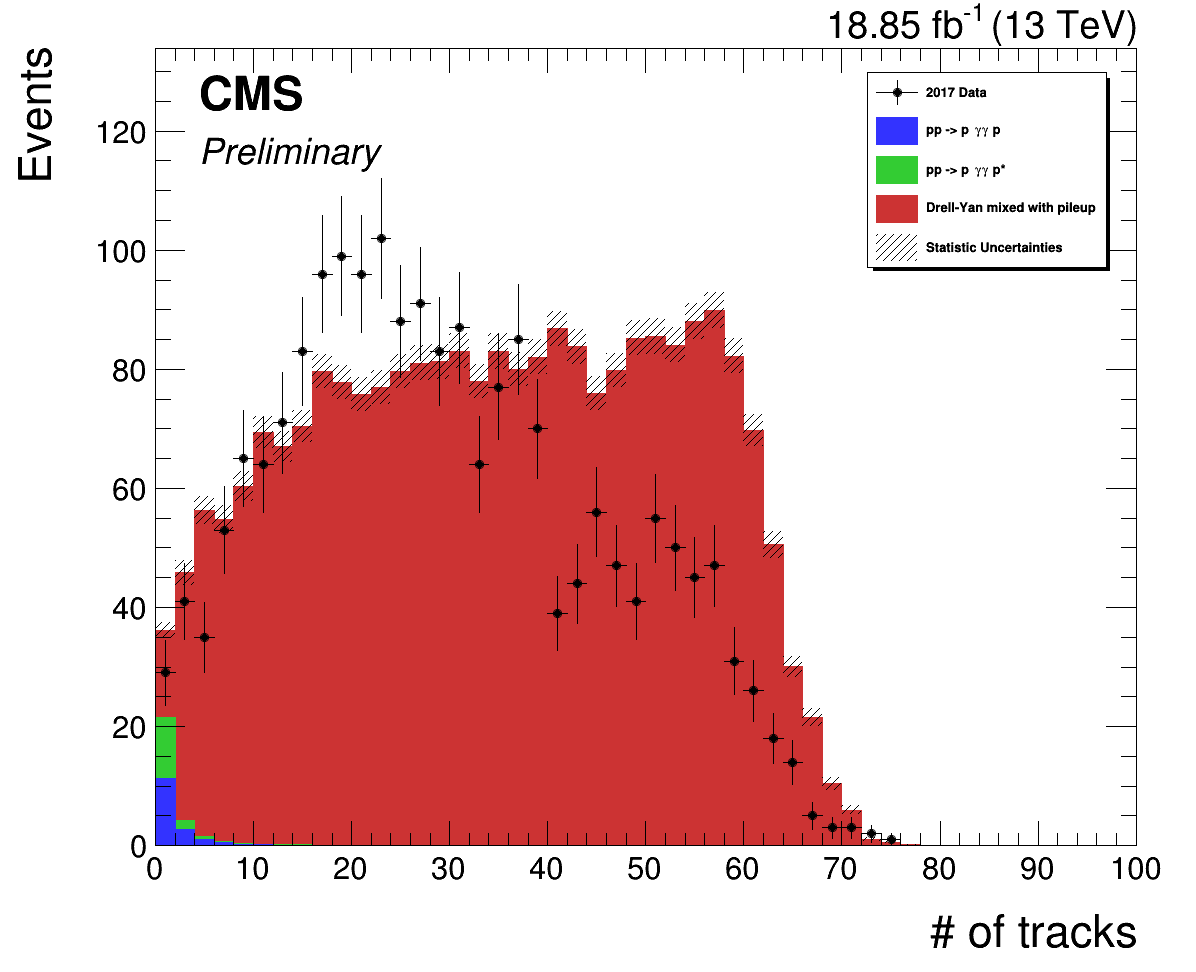 18.85 fb⁻¹ (13 TeV)
Events
CMS
Preliminary
2017 Data
pp -> p γγ p
pp -> p γγ p*
Drell-Yan mixed with pileup
Statistic Uncertainties
120
100
80
60
40
20
0
0 10 20 30 40 50 60 70 80 90 100
# of tracks